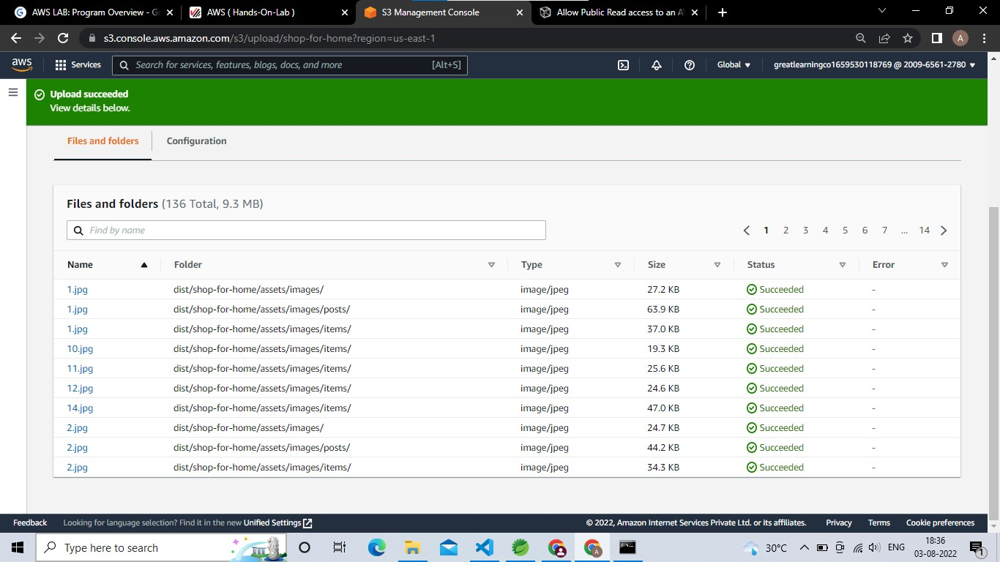 AWS LAB: Program Overview - G
AWS ( Hands-On-Lab )
S3 Management Console
Allow Public Read access to an A
s3.console.aws.amazon.com/s3/upload/shop-for-home?region=us-east-1
A
aws
Services
Search for services, features, blogs, docs, and more
[Alt+S]
Global
greatlearningco1659530118769 @ 2009-6561-2780
Upload succeeded
View details below.
Files and folders
Configuration
Files and folders (136 Total, 9.3 MB)
Find by name
1 2 3 4 5 6 7 ... 14
Name Folder Type Size Status Error
1.jpg dist/shop-for-home/assets/images/ image/jpeg 27.2 KB Succeeded -
1.jpg dist/shop-for-home/assets/images/posts/ image/jpeg 63.9 KB Succeeded -
1.jpg dist/shop-for-home/assets/images/items/ image/jpeg 37.0 KB Succeeded -
10.jpg dist/shop-for-home/assets/images/items/ image/jpeg 19.3 KB Succeeded -
11.jpg dist/shop-for-home/assets/images/items/ image/jpeg 25.6 KB Succeeded -
12.jpg dist/shop-for-home/assets/images/items/ image/jpeg 24.6 KB Succeeded -
14.jpg dist/shop-for-home/assets/images/items/ image/jpeg 47.0 KB Succeeded -
2.jpg dist/shop-for-home/assets/images/ image/jpeg 24.7 KB Succeeded -
2.jpg dist/shop-for-home/assets/images/posts/ image/jpeg 44.2 KB Succeeded -
2.jpg dist/shop-for-home/assets/images/items/ image/jpeg 34.3 KB Succeeded -
Feedback
Looking for language selection? Find it in the new Unified Settings
© 2022, Amazon Internet Services Private Ltd. or its affiliates.
Privacy
Terms
Cookie preferences
Type here to search
30°C
ENG
18:36
03-08-2022
1